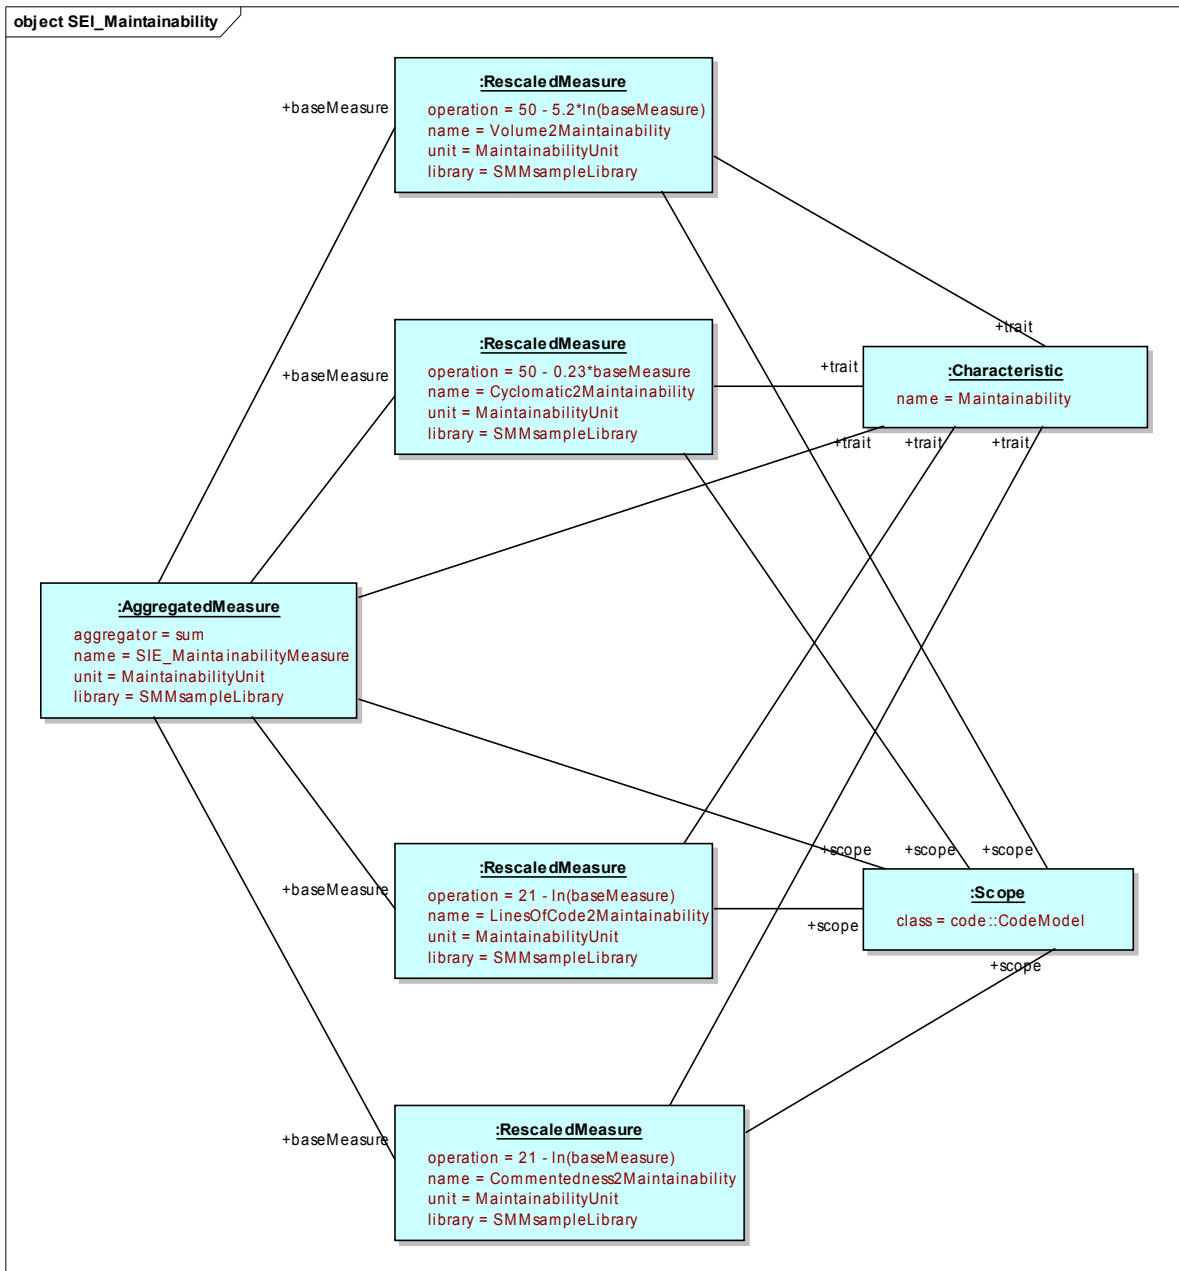 object SEI_Maintainability
:RescaledMeasure
operation = 50 - 5.2*ln(baseMeasure)
name = Volume2Maintainability
unit = MaintainabilityUnit
library = SMMsampleLibrary
+baseMeasure
+trait
:RescaledMeasure
operation = 50 - 0.23*baseMeasure
name = Cyclomatic2Maintainability
unit = MaintainabilityUnit
library = SMMsampleLibrary
+baseMeasure
+trait
:Characteristic
name = Maintainability
+trait
+trait
+trait
:AggregatedMeasure
aggregator = sum
name = SIE_MaintainabilityMeasure
unit = MaintainabilityUnit
library = SMMsampleLibrary
+scope
+scope
+scope
:RescaledMeasure
operation = 21 - ln(baseMeasure)
name = LinesOfCode2Maintainability
unit = MaintainabilityUnit
library = SMMsampleLibrary
+baseMeasure
+scope
:Scope
class = code::CodeModel
+scope
:RescaledMeasure
operation = 21 - ln(baseMeasure)
name = Commentedness2Maintainability
unit = MaintainabilityUnit
library = SMMsampleLibrary
+baseMeasure